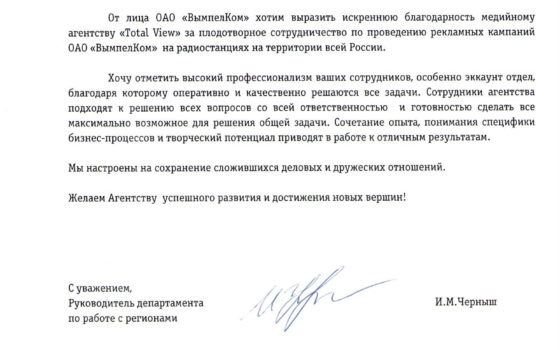 От лица ОАО «ВымпелКом» хотим выразить искреннюю благодарность медийному
агентству «Total View» за плодотворное сотрудничество по проведению рекламных кампаний
ОАО «ВымпелКом» на радиостанциях на территории всей России.
Хочу отметить высокий профессионализм ваших сотрудников, особенно эккаунт отдел,
благодаря которому оперативно и качественно решаются все задачи. Сотрудники агентства
подходят к решению всех вопросов со всей ответственностью и готовностью сделать все
максимально возможное для решения общей задачи. Сочетание опыта, понимания специфики
бизнес-процессов и творческий потенциал приводят в работе к отличным результатам.
Мы настроены на сохранение сложившихся деловых и дружеских отношений.
Желаем Агентству успешного развития и достижения новых вершин!
С уважением,
Руководитель департамента
по работе с регионами
И.М.Черныш